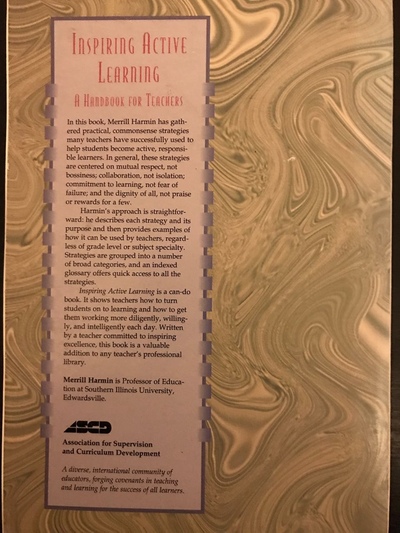 INSPIRING ACTIVE
LEARNING
A HANDBOOK FOR TEACHERS
In this book, Merrill Harmin has gath-
ered practical, commonsense strategies
many teachers have successfully used to
help students become active, responsi-
ble learners. In general, these strategies
are centered on mutual respect, not
bossiness; collaboration, not isolation;
commitment to learning, not fear of
failure; and the dignity of all, not praise
or rewards for a few.
Harmin's approach is straightfor-
ward: he describes each strategy and its
purpose and then provides examples of
how it can be used by teachers, regard-
less of grade level or subject specialty.
Strategies are grouped into a number
of broad categories, and an indexed
glossary offers quick access to all the
strategies.
Inspiring Active Learning is a can-do
book. It shows teachers how to turn
students on to learning and how to get
them working more diligently, willing-
ly, and intelligently each day. Written
by a teacher committed to inspiring
excellence, this book is a valuable
addition to any teacher's professional
library.
Merrill Harmin is Professor of Educa-
tion at Southern Illinois University,
Edwardsville.
ASCD
Association for Supervision
and Curriculum Development
A diverse, international community of
educators, forging covenants in teaching
and learning for the success of all learners.